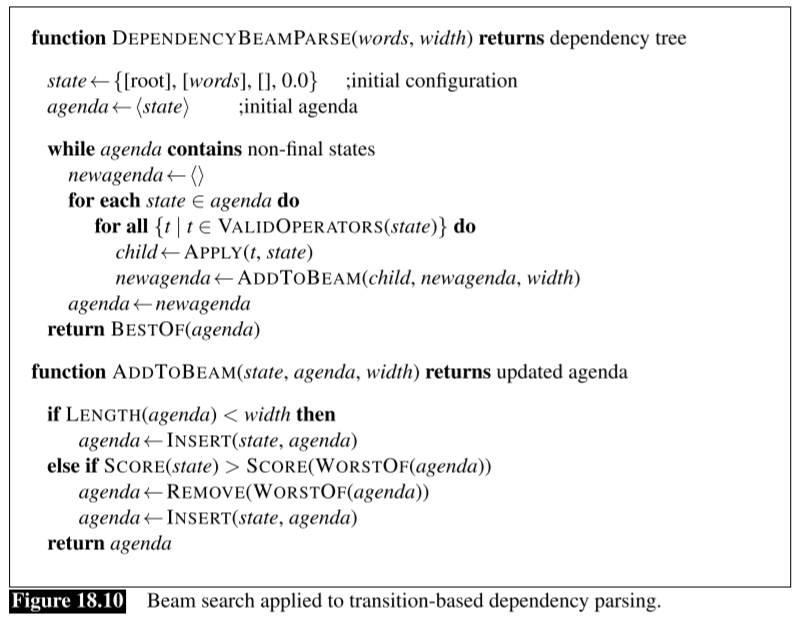 function DEPENDENCYBEAMPARSE(words, width) returns dependency tree
state ← {[root], [words], [], 0.0} ;initial configuration
agenda ← ⟨state⟩ ;initial agenda
while agenda contains non-final states
newagenda ← ⟨⟩
for each state ∈ agenda do
for all {t | t ∈ VALIDOPERATORS(state)} do
child ← APPLY(t, state)
newagenda ← ADDTOBEAM(child, newagenda, width)
agenda ← newagenda
return BESTOF(agenda)
function ADDTOBEAM(state, agenda, width) returns updated agenda
if LENGTH(agenda) < width then
agenda ← INSERT(state, agenda)
else if SCORE(state) > SCORE(WORSTOF(agenda))
agenda ← REMOVE(WORSTOF(agenda))
agenda ← INSERT(state, agenda)
return agenda
Figure 18.10 Beam search applied to transition-based dependency parsing.